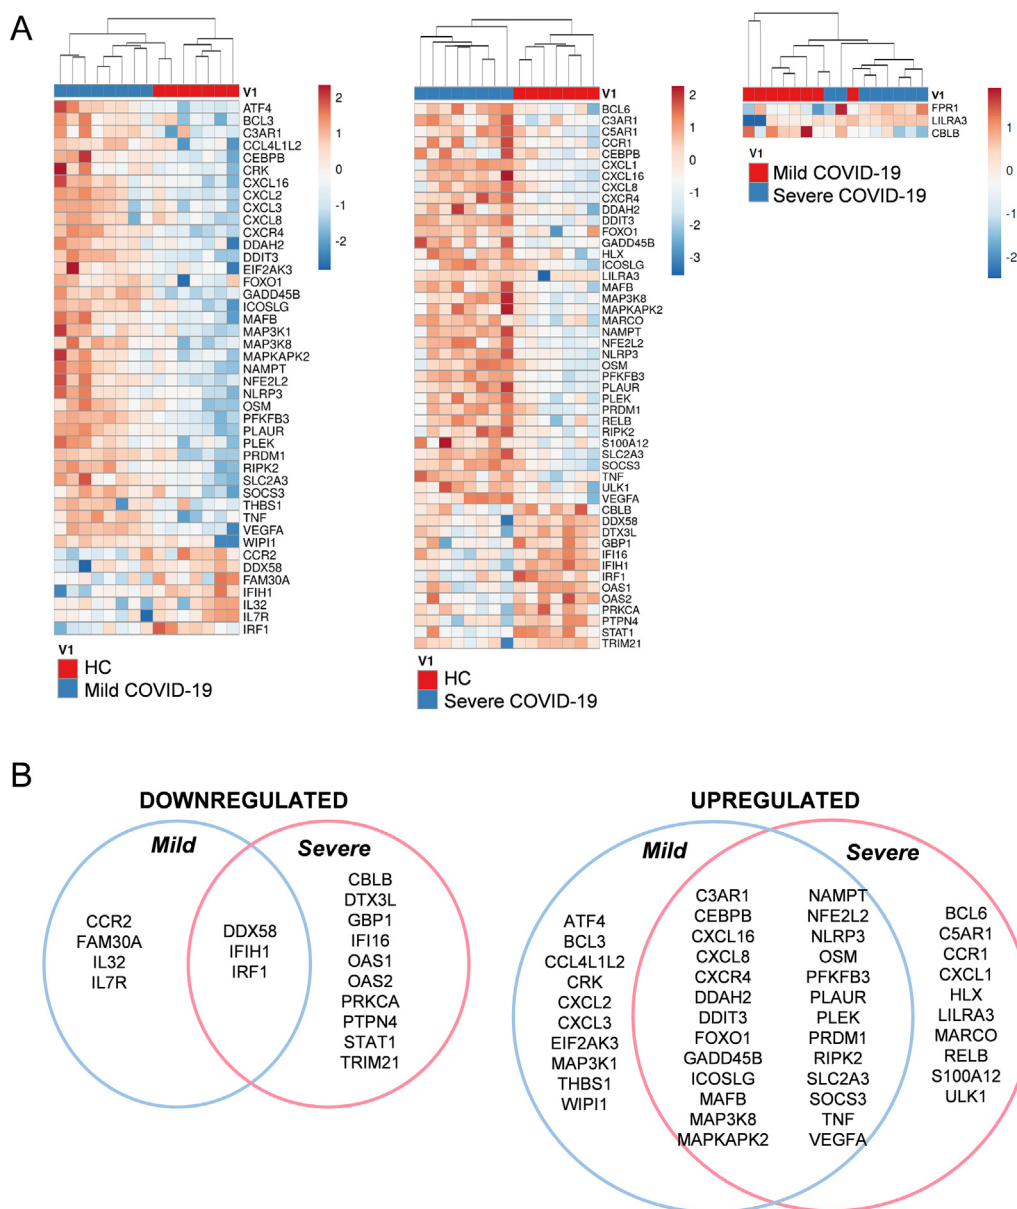 A
V1
ATF4
BCL3
C3AR1
CCL4L1L2
CEBPB
CRK
CXCL16
CXCL2
CXCL3
CXCL8
CXCR4
DDAH2
DDIT3
EIF2AK3
FOXO1
GADD45B
ICOSLG
MAFB
MAP3K1
MAP3K8
MAPKAPK2
NAMPT
NFE2L2
NLRP3
OSM
PFKFB3
PLAUR
PLEK
PRDM1
RIPK2
SLC2A3
SOCS3
THBS1
TNF
VEGFA
WIPI1
CCR2
DDX58
FAM30A
IFIH1
IL32
IL7R
IRF1
2
1
0
-1
-2
V1
HC
Mild COVID-19
V1
BCL6
C3AR1
C5AR1
CCR1
CEBPB
CXCL1
CXCL16
CXCL8
CXCR4
DDAH2
DDIT3
FOXO1
GADD45B
HLX
ICOSLG
LILRA3
MAFB
MAP3K8
MAPKAPK2
MARCO
NAMPT
NFE2L2
NLRP3
OSM
PFKFB3
PLAUR
PLEK
PRDM1
RELB
RIPK2
S100A12
SLC2A3
SOCS3
TNF
ULK1
VEGFA
CBLB
DDX58
DTX3L
GBP1
IFI16
IFIH1
IRF1
OAS1
OAS2
PRKCA
PTPN4
STAT1
TRIM21
2
1
0
-1
-2
-3
V1
HC
Severe COVID-19
V1
FPR1
LILRA3
CBLB
V1
Mild COVID-19
Severe COVID-19
1
0
-1
-2
B
DOWNREGULATED
Mild
Severe
CCR2
FAM30A
IL32
IL7R
DDX58
IFIH1
IRF1
CBLB
DTX3L
GBP1
IFI16
OAS1
OAS2
PRKCA
PTPN4
STAT1
TRIM21
UPREGULATED
Mild
Severe
ATF4
BCL3
CCL4L1L2
CRK
CXCL2
CXCL3
EIF2AK3
MAP3K1
THBS1
WIPI1
C3AR1
CEBPB
CXCL16
CXCL8
CXCR4
DDAH2
DDIT3
FOXO1
GADD45B
ICOSLG
MAFB
MAP3K8
MAPKAPK2
NAMPT
NFE2L2
NLRP3
OSM
PFKFB3
PLAUR
PLEK
PRDM1
RIPK2
SLC2A3
SOCS3
TNF
VEGFA
BCL6
C5AR1
CCR1
CXCL1
HLX
LILRA3
MARCO
RELB
S100A12
ULK1